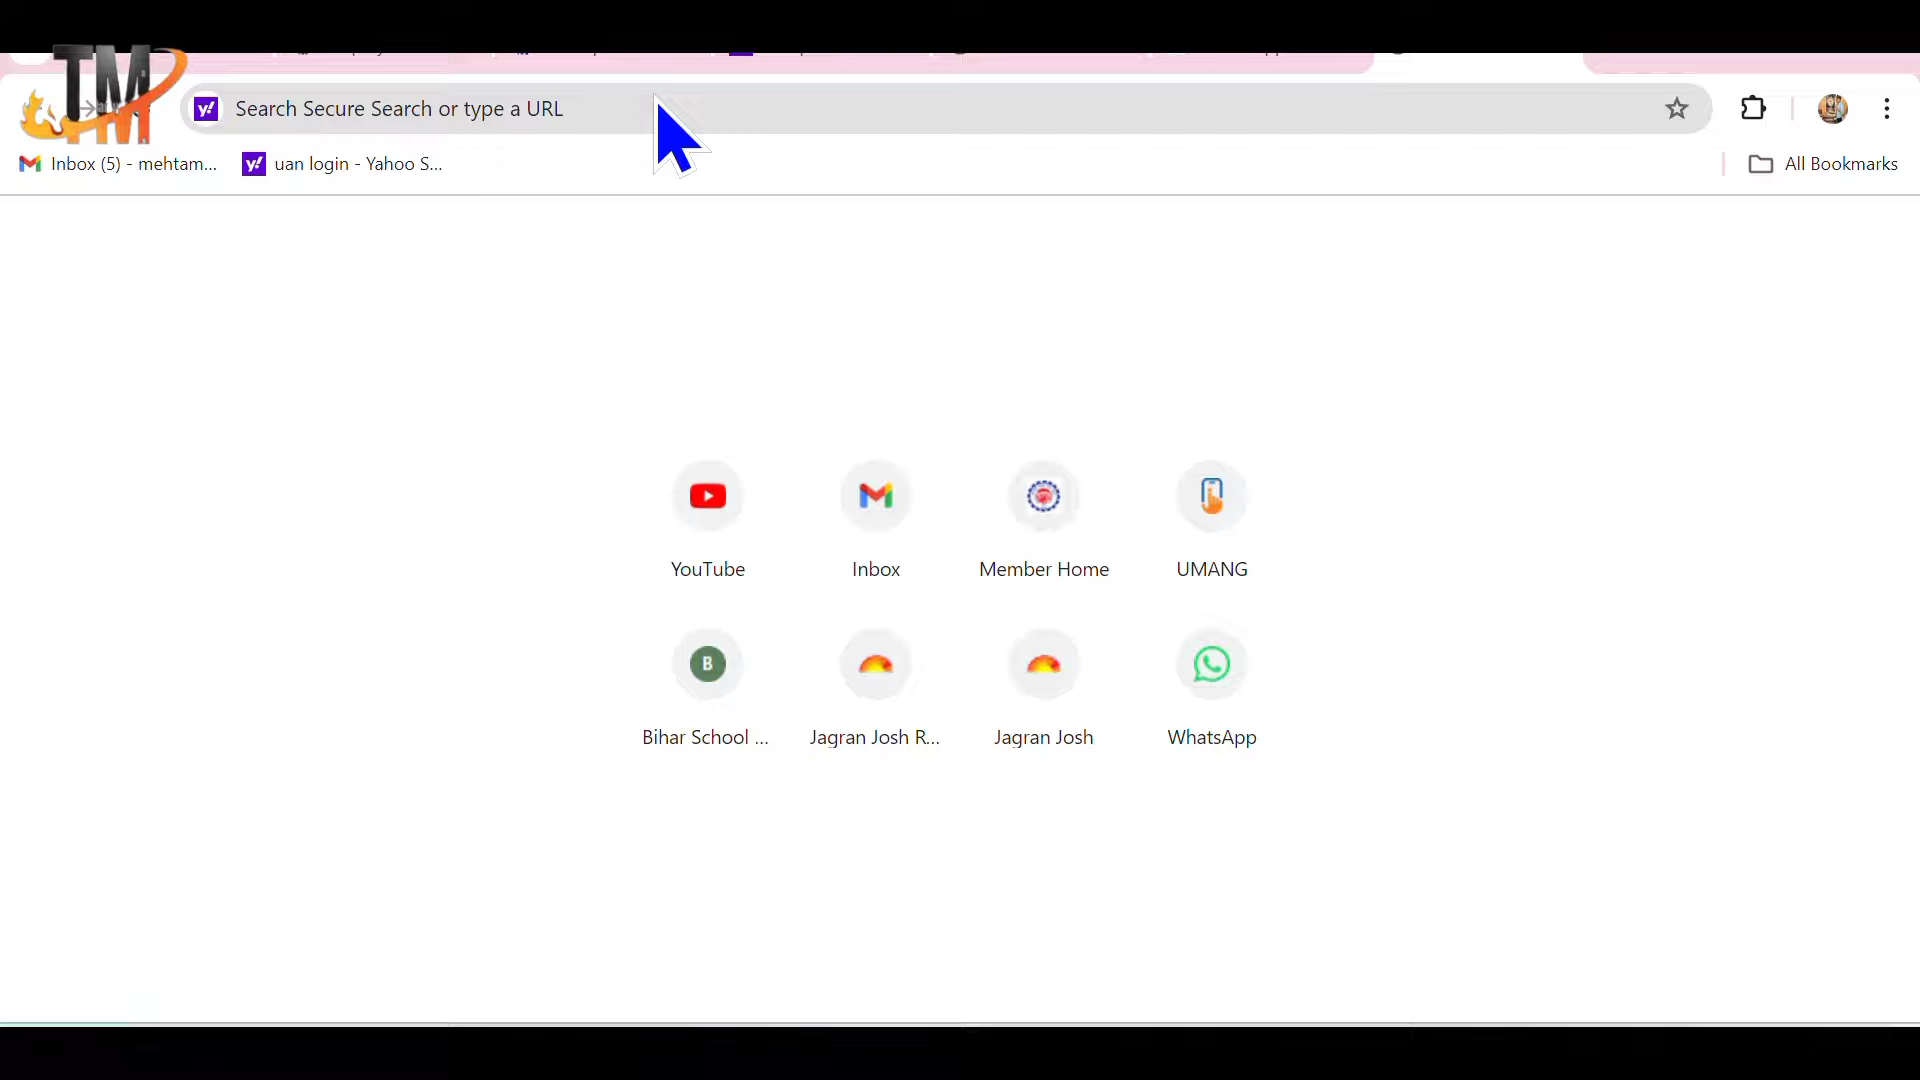 TM
Search Secure Search or type a URL
Inbox (5) - mehtam...
uan login - Yahoo S...
All Bookmarks
YouTube
Inbox
Member Home
UMANG
B
Bihar School ...
Jagran Josh R...
Jagran Josh
WhatsApp